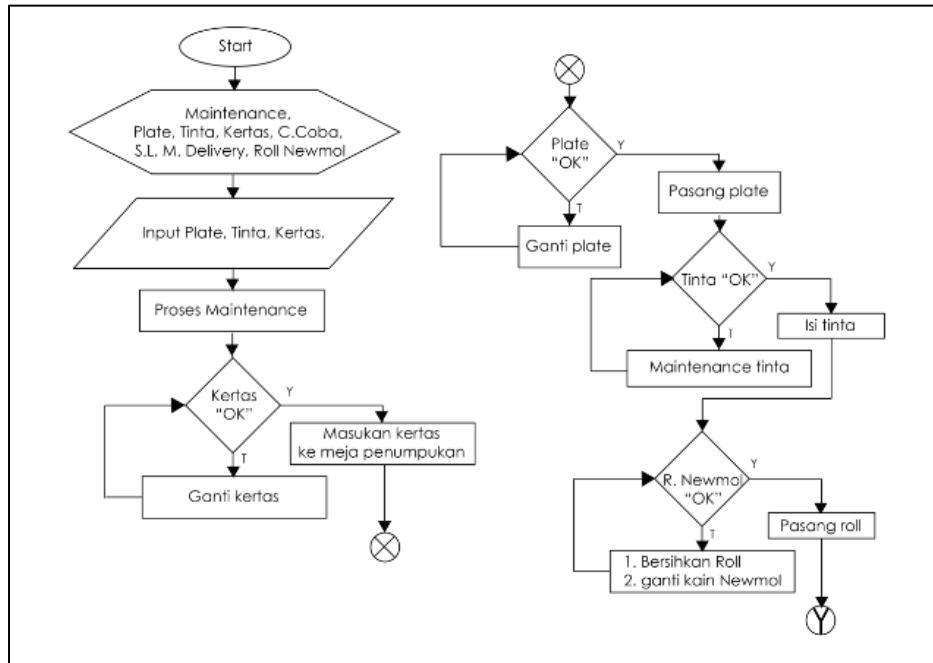 Start
Maintenance,
Plate, Tinta, Kertas, C.Coba,
S.L, M. Delivery, Roll Newmol
Input Plate, Tinta, Kertas,
Proses Maintenance
Kertas
“OK”
Y
T
Masukan kertas
ke meja penumpukan
Ganti kertas
Plate
“OK”
Y
T
Pasang plate
Ganti plate
Tinta “OK”
Y
T
Isi tinta
Maintenance tinta
R. Newmol
“OK”
Y
T
Pasang roll
1. Bersihkan Roll
2. ganti kain Newmol
Y